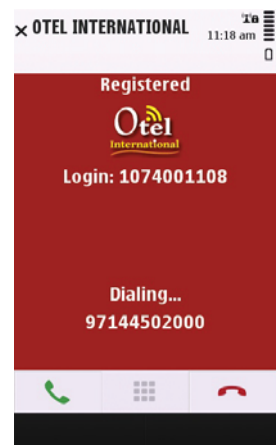 OTEL INTERNATIONAL
11:18 am
Registered
Otel
International
Login: 1074001108
Dialing...
97144502000